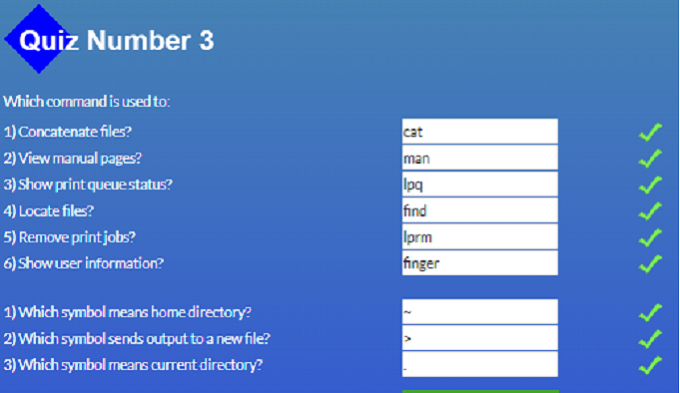 Quiz Number 3
Which command is used to:
1) Concatenate files? cat
2) View manual pages? man
3) Show print queue status? lpq
4) Locate files? find
5) Remove print jobs? lprm
6) Show user information? finger
1) Which symbol means home directory? ~
2) Which symbol sends output to a new file? >
3) Which symbol means current directory? .